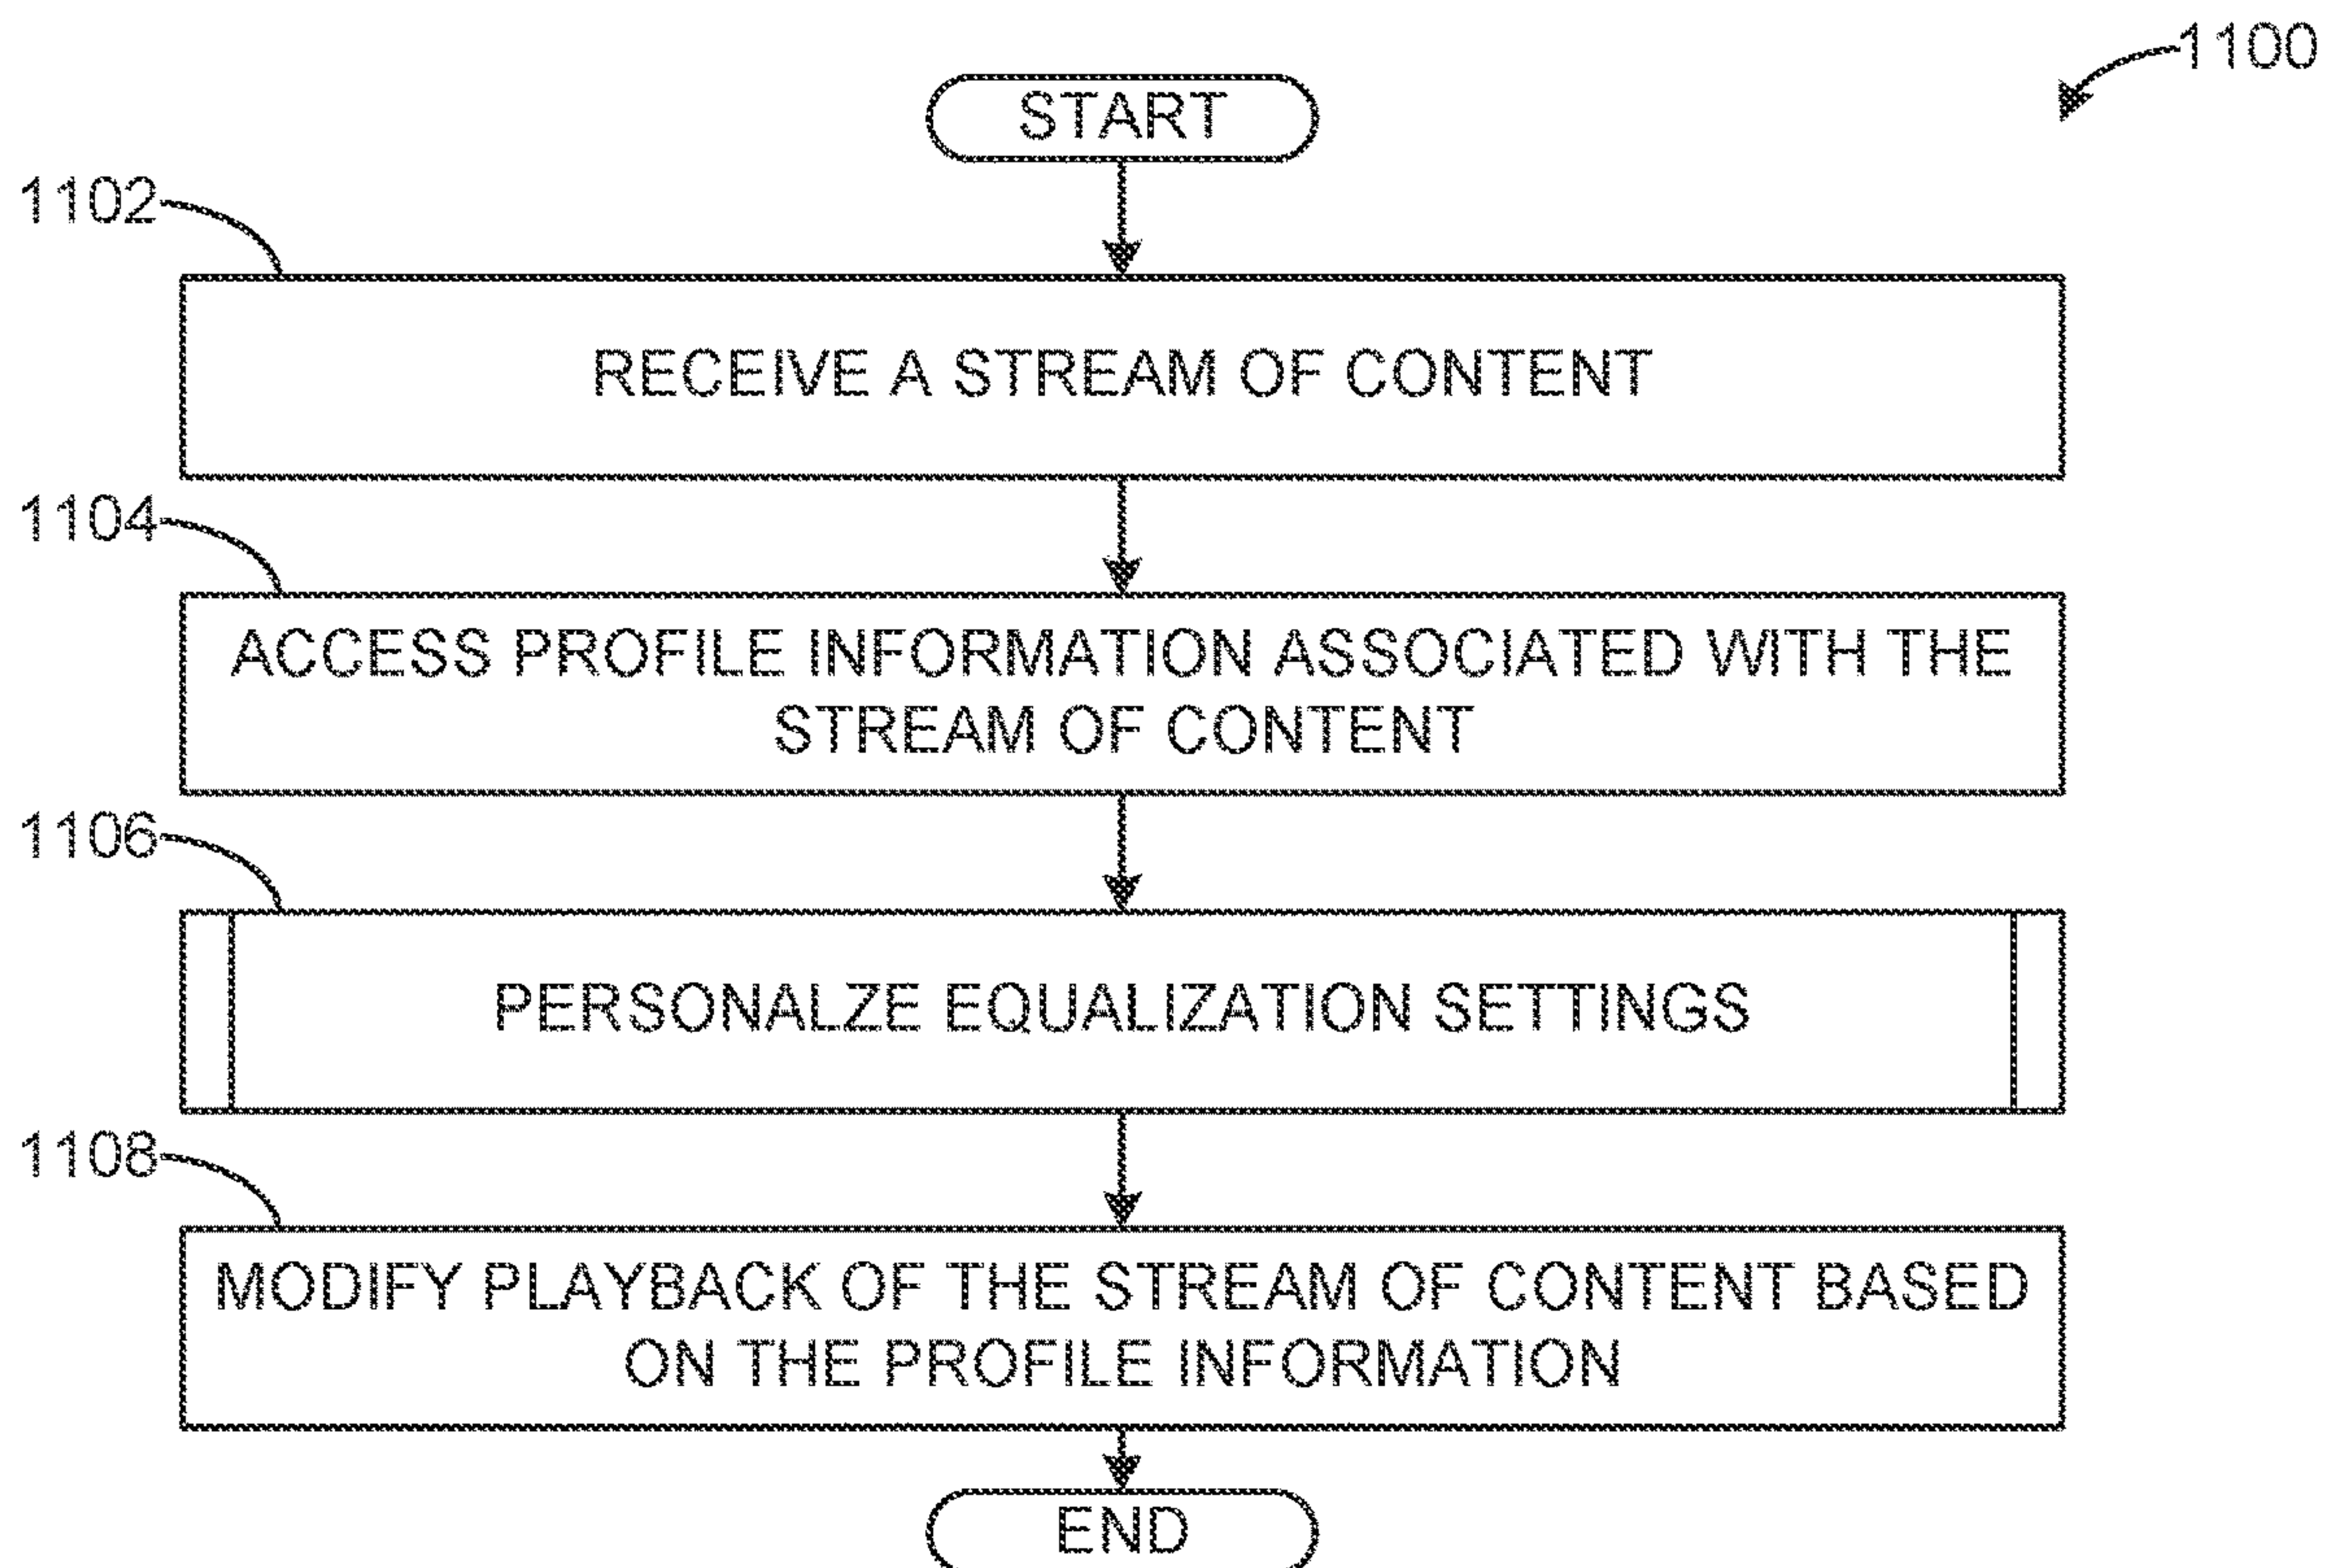 1100
START
1102
RECEIVE A STREAM OF CONTENT
1104
ACCESS PROFILE INFORMATION ASSOCIATED WITH THE
STREAM OF CONTENT
1106
PERSONALZE EQUALIZATION SETTINGS
1108
MODIFY PLAYBACK OF THE STREAM OF CONTENT BASED
ON THE PROFILE INFORMATION
END